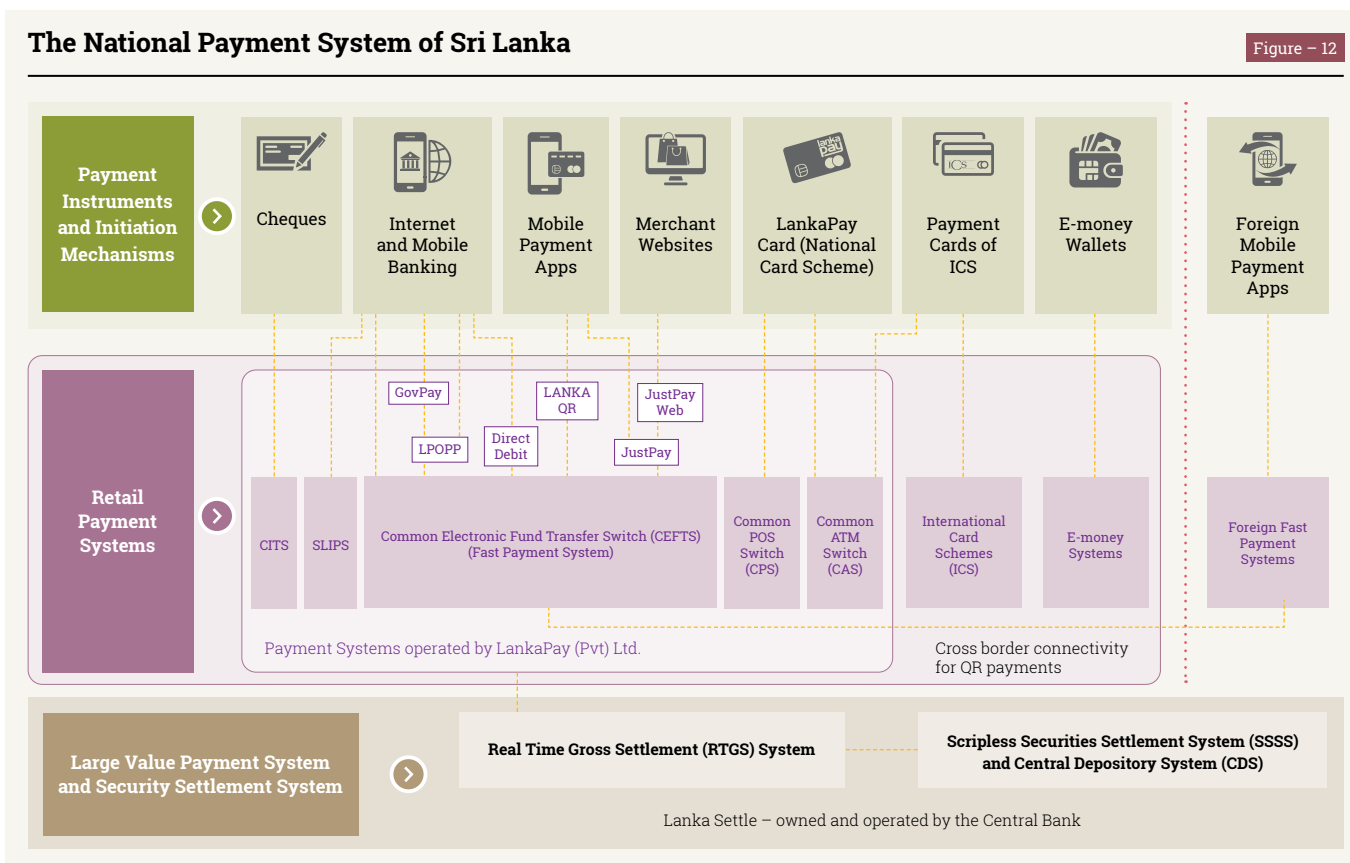 The National Payment System of Sri Lanka
Figure – 12
Payment
Instruments
and Initiation
Mechanisms
Cheques
Internet
and Mobile
Banking
Mobile
Payment
Apps
Merchant
Websites
lanka
pay
LankaPay
Card (National
Card Scheme)
ICS
Payment
Cards of
ICS
E-money
Wallets
Foreign
Mobile
Payment
Apps
Retail
Payment
Systems
GovPay
LPOPP
Direct
Debit
LANKA
QR
JustPay
Web
JustPay
CITS
SLIPS
Common Electronic Fund Transfer Switch (CEFTS)
(Fast Payment System)
Common
POS
Switch
(CPS)
Common
ATM
Switch
(CAS)
International
Card
Schemes
(ICS)
E-money
Systems
Foreign Fast
Payment
Systems
Payment Systems operated by LankaPay (Pvt) Ltd.
Cross border connectivity
for QR payments
Large Value Payment System
and Security Settlement System
Real Time Gross Settlement (RTGS) System
Scripless Securities Settlement System (SSSS)
and Central Depository System (CDS)
Lanka Settle – owned and operated by the Central Bank